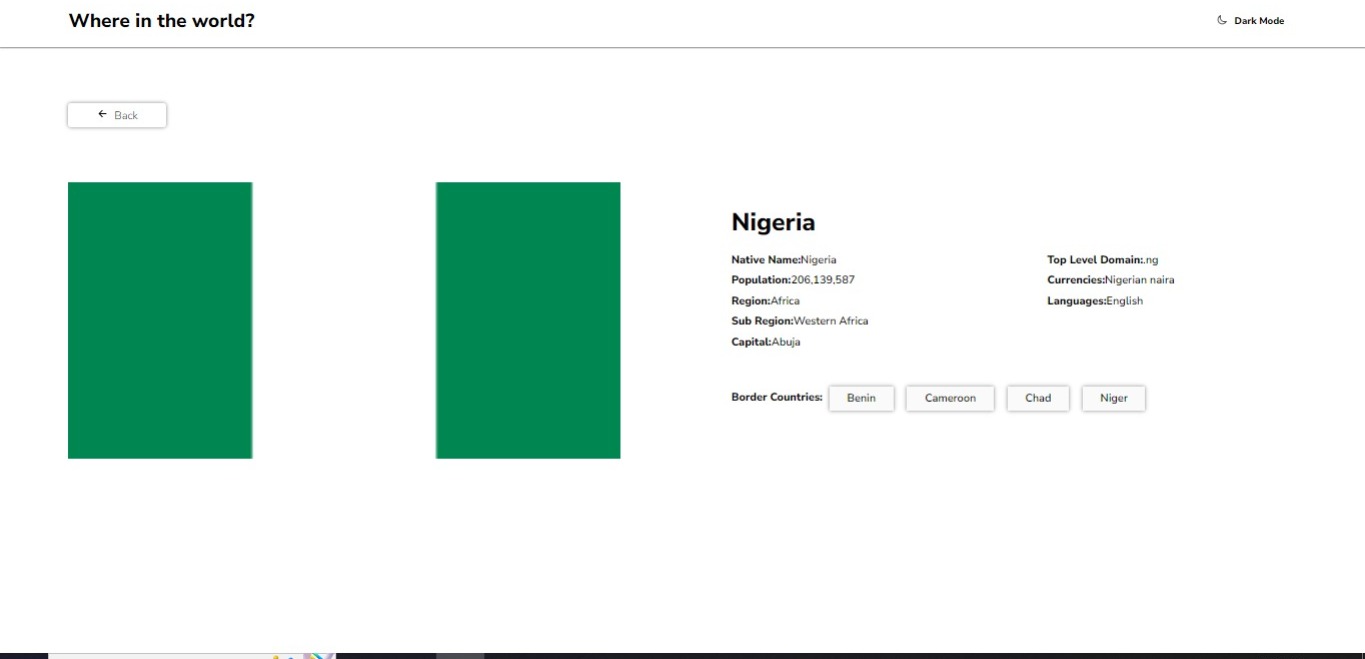 Where in the world?
Dark Mode
Back
Nigeria
Native Name:Nigeria
Population:206,139,587
Region:Africa
Sub Region:Western Africa
Capital:Abuja
Top Level Domain:.ng
Currencies:Nigerian naira
Languages:English
Border Countries: Benin Cameroon Chad Niger